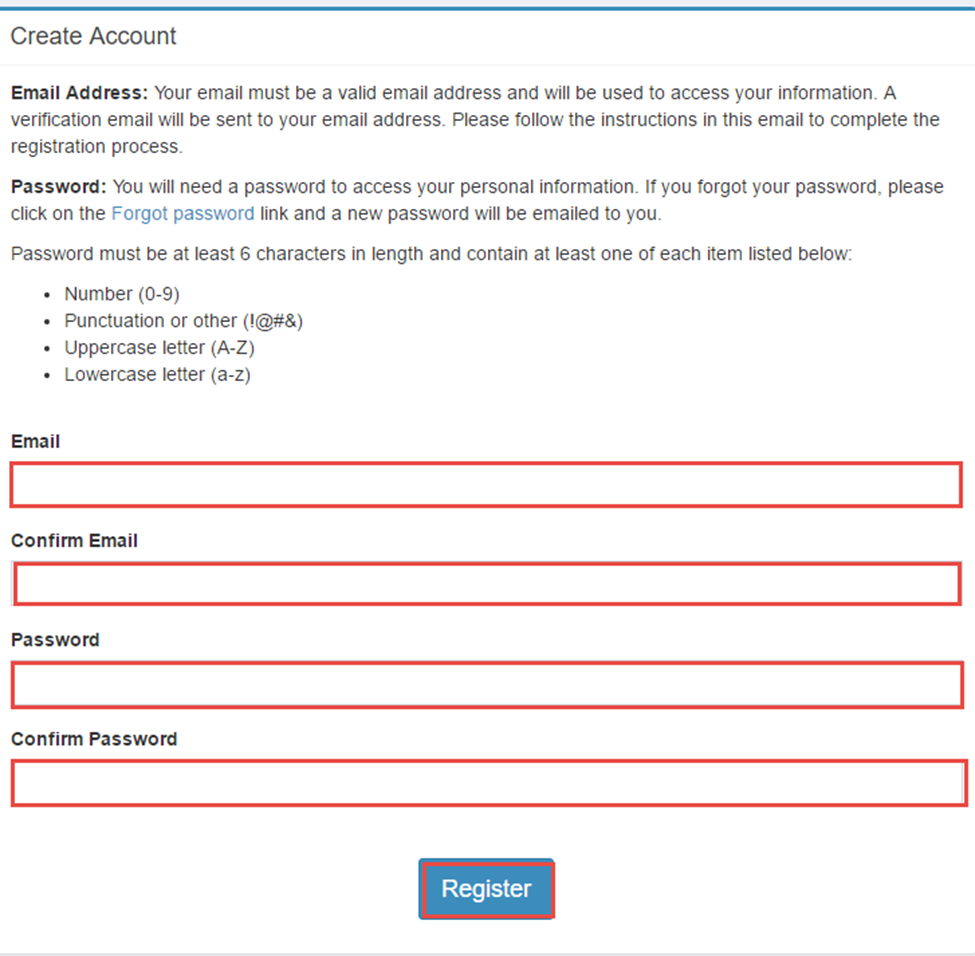 Create Account
Email Address: Your email must be a valid email address and will be used to access your information. A
verification email will be sent to your email address. Please follow the instructions in this email to complete the
registration process.
Password: You will need a password to access your personal information. If you forgot your password, please
click on the Forgot password link and a new password will be emailed to you.
Password must be at least 6 characters in length and contain at least one of each item listed below:
• Number (0-9)
• Punctuation or other (!@#&)
• Uppercase letter (A-Z)
• Lowercase letter (a-z)
Email
Confirm Email
Password
Confirm Password
Register